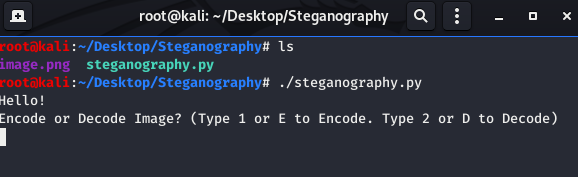 root@kali: ~/Desktop/Steganography
root@kali:~/Desktop/Steganography# ls
image.png  steganography.py
root@kali:~/Desktop/Steganography# ./steganography.py
Hello!
Encode or Decode Image? (Type 1 or E to Encode. Type 2 or D to Decode)